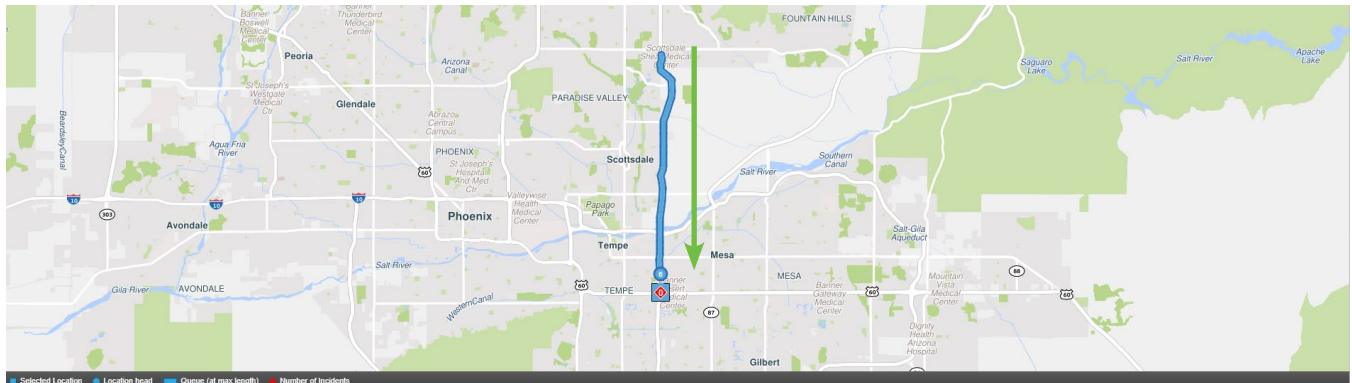 Banner
Boswell
Medical
Center
Banner
Thunderbird
Medical
Center
FOUNTAIN HILLS
Peoria
Arizona
Canal
Scottsdale
Shea Medical
Center
Saguaro
Lake
Salt River
Apache
Lake
St Joseph's
Westgate
Medical
Ctr
Glendale
PARADISE VALLEY
Beardsley Canal
Abrazo
Central
Campus
Agua Fria
River
PHOENIX
St Joseph's
Hospital
And Med
Ctr
60
Scottsdale
Southern
Canal
Salt River
10
10
10
303
Valleywise
Health
Medical
Center
Papago
Park
Phoenix
Avondale
Salt-Gila
Aqueduct
Tempe
Mesa
Salt River
6
MESA
88
Gila River
AVONDALE
60
TEMPE
0
Banner
Gateway
Medical
Center
60
Mountain
Vista
Medical
Center
60
Western Canal
87
Dignity
Health
Arizona
Hospital
Gilbert
Selected Location Location head Queue (at max length) Number of Incidents